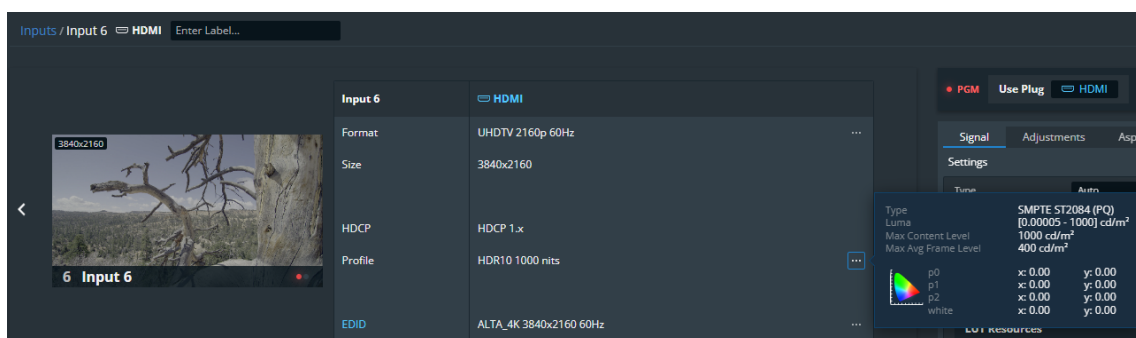 Inputs / Input 6 HDMI Enter Label...
Input 6 HDMI
Format UHDTV 2160p 60Hz ...
Size 3840x2160
HDCP HDCP 1.x
Profile HDR10 1000 nits ...
EDID ALTA_4K 3840x2160 60Hz ...
3840x2160
6 Input 6
PGM Use Plug HDMI
Signal Adjustments Asp
Settings
Type Auto
Type SMPTE ST2084 (PQ)
Luma [0.00005 - 1000] cd/m²
Max Content Level 1000 cd/m²
Max Avg Frame Level 400 cd/m²
p0 x: 0.00 y: 0.00
p1 x: 0.00 y: 0.00
p2 x: 0.00 y: 0.00
white x: 0.00 y: 0.00
LUT Resources